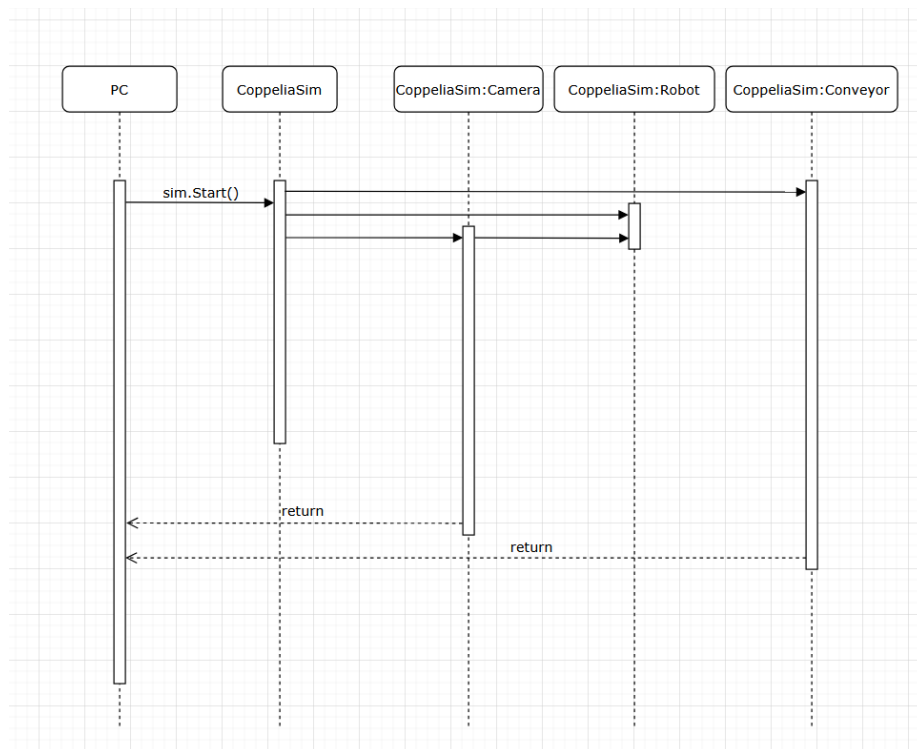 PC
CoppeliaSim
CoppeliaSim:Camera
CoppeliaSim:Robot
CoppeliaSim:Conveyor
sim.Start()
return
return